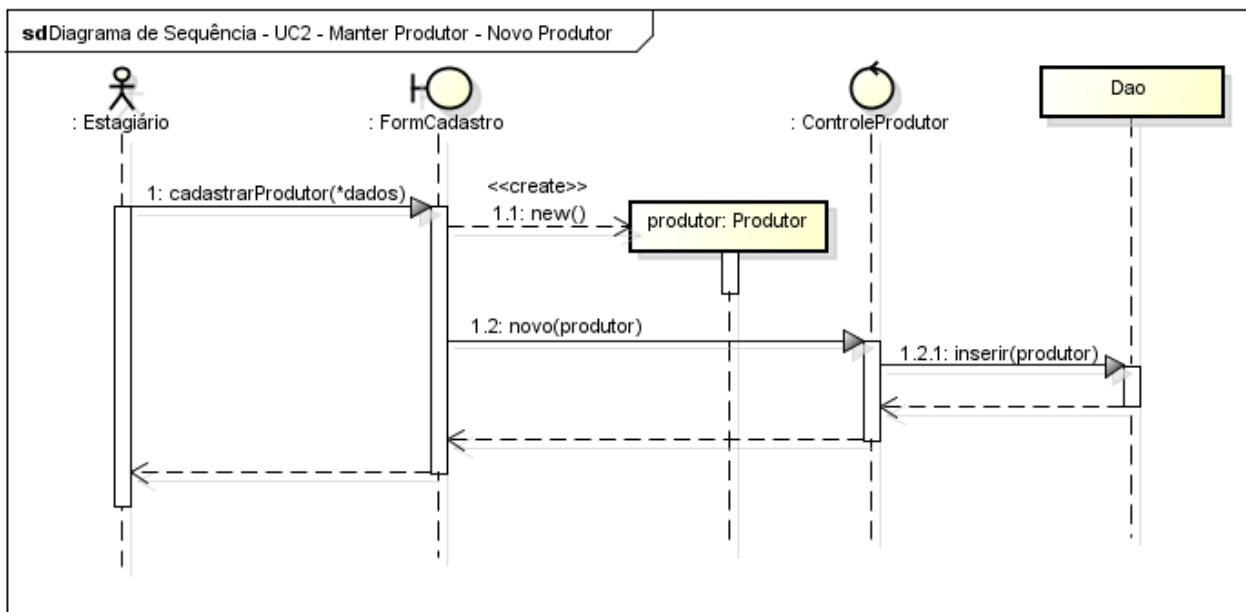 sdDiagrama de Sequência - UC2 - Manter Produtor - Novo Produtor
: Estagiário
: FormCadastro
: ControleProdutor
Dao
1: cadastrarProdutor(*dados)
<<create>>
1.1: new()
produtor: Produtor
1.2: novo(produtor)
1.2.1: inserir(produtor)